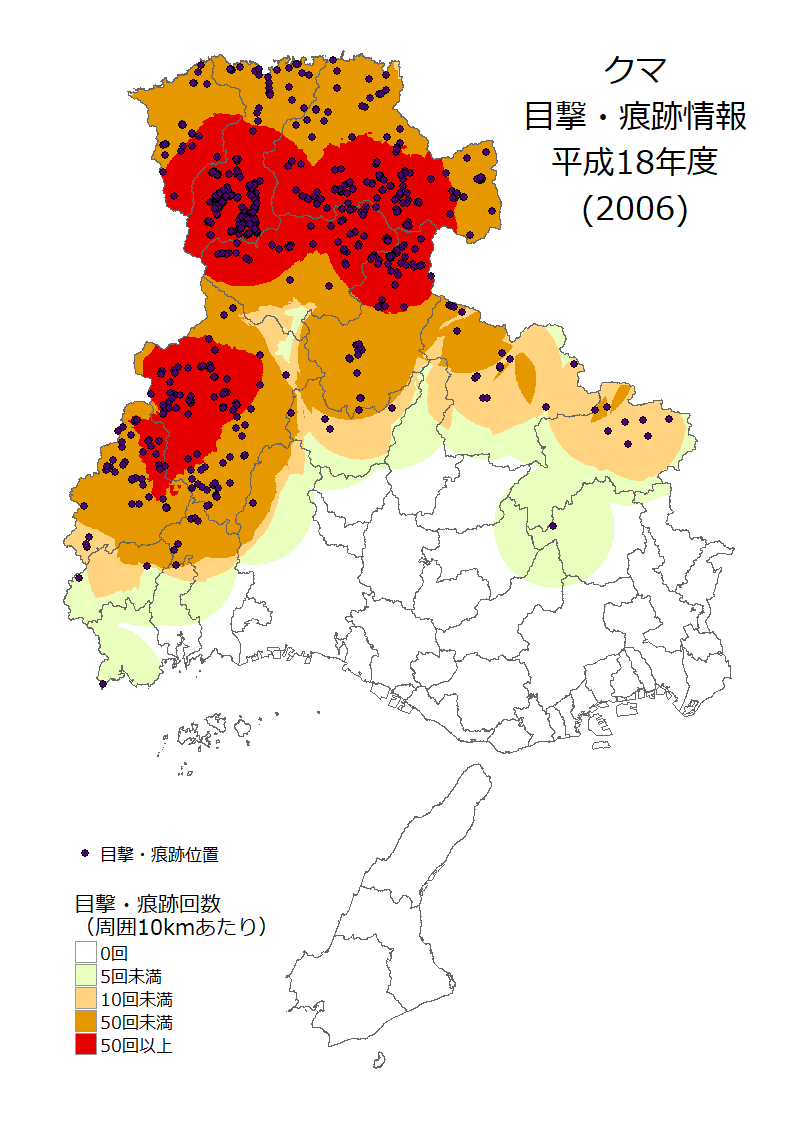 クマ
目撃・痕跡情報
平成18年度
(2006)
目撃・痕跡位置
目撃・痕跡回数
（周囲10kmあたり）
0回
5回未満
10回未満
50回未満
50回以上